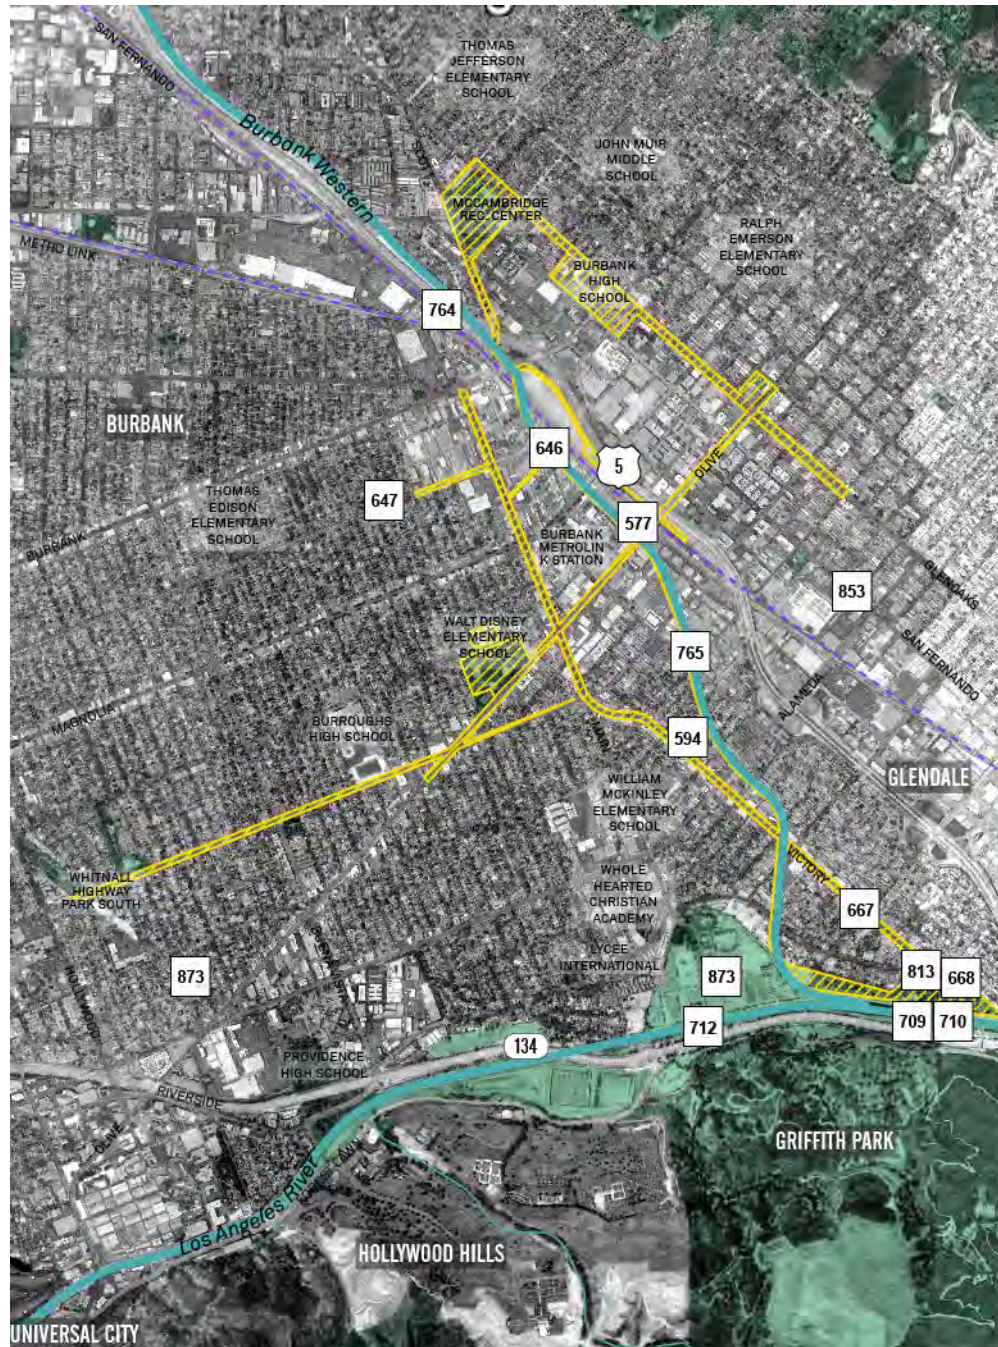 SAN FERNANDO
THOMAS
JEFFERSON
ELEMENTARY
SCHOOL
Burbank Western
JOHN MUIR
MIDDLE
SCHOOL
MCCAMBRIDGE
REC. CENTER
RALPH
EMERSON
ELEMENTARY
SCHOOL
METRO LINK
BURBANK
HIGH
SCHOOL
764
BURBANK
646
5
OLIVE
647
THOMAS
EDISON
ELEMENTARY
SCHOOL
577
BURBANK
BURBANK
METROLIN
K STATION
853
GLENOAKS
WALT DISNEY
ELEMENTARY
SCHOOL
765
SAN FERNANDO
ALAMEDA
MAGNOLIA
BURROUGHS
HIGH SCHOOL
MAIN
594
GLENDALE
WILLIAM
MCKINLEY
ELEMENTARY
SCHOOL
VICTORY
WHITNALL
HIGHWAY
PARK SOUTH
WHOLE
HEARTED
CHRISTIAN
ACADEMY
667
LYCEE
INTERNATIONAL
873
873
813
668
709
710
712
134
PROVIDENCE
HIGH SCHOOL
RIVERSIDE
OLIVE
GRIFFITH PARK
Los Angeles River
HOLLYWOOD HILLS
UNIVERSAL CITY